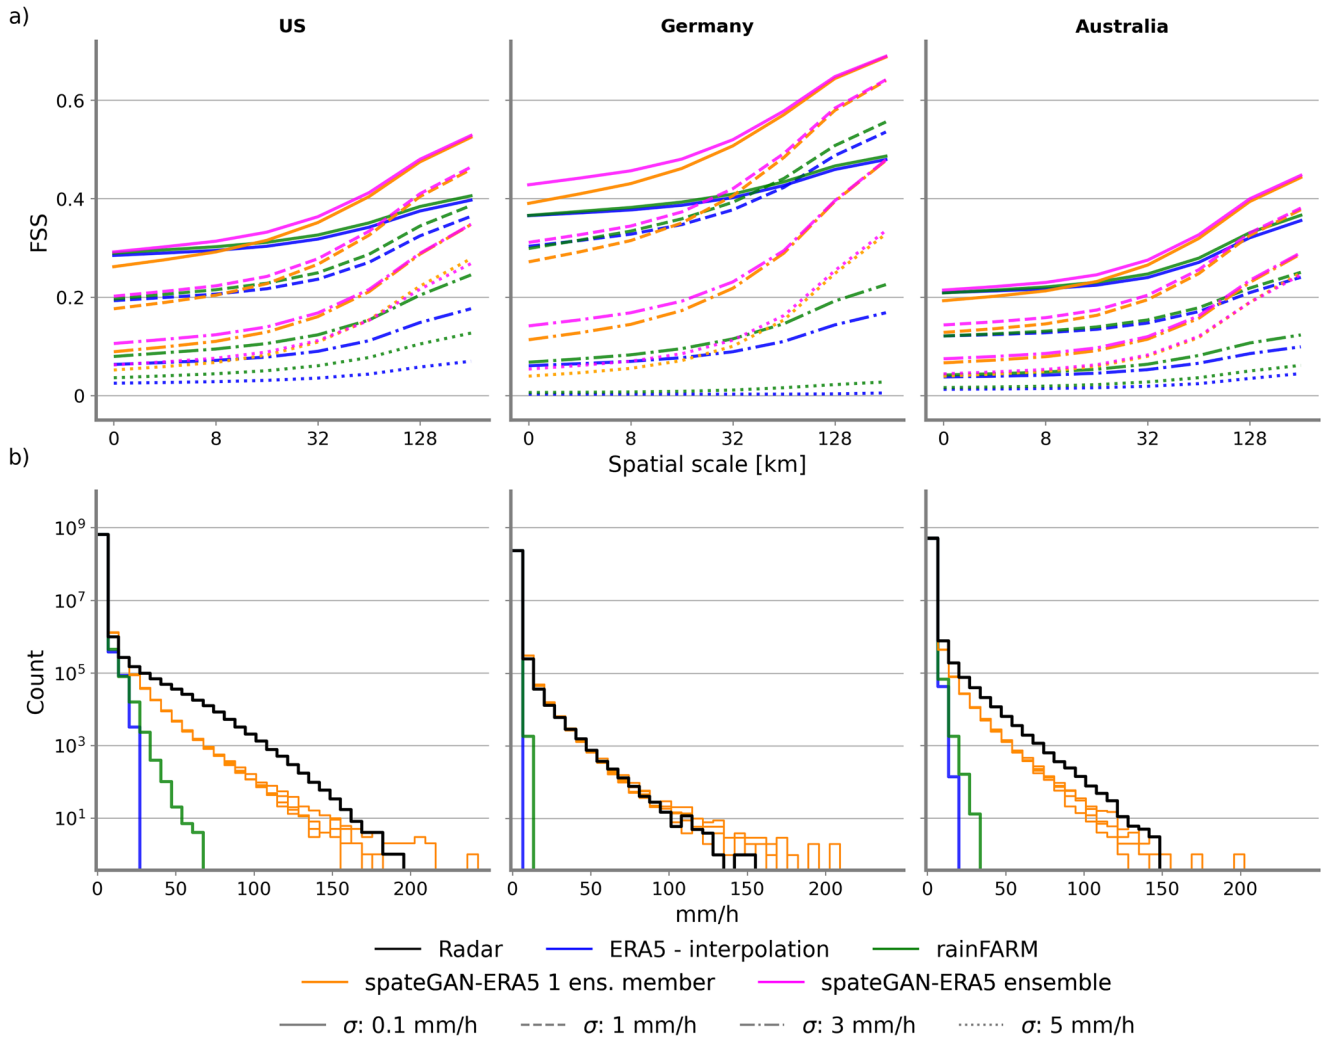 a)
US
Germany
Australia
FSS
0.6
0.4
0.2
0
0 8 32 128
0 8 32 128
0 8 32 128
Spatial scale [km]
b)
Count
10⁹
10⁷
10⁵
10³
10¹
0 50 100 150 200
0 50 100 150 200
0 50 100 150 200
mm/h
Radar
ERA5 - interpolation
rainFARM
spateGAN-ERA5 1 ens. member
spateGAN-ERA5 ensemble
σ: 0.1 mm/h
σ: 1 mm/h
σ: 3 mm/h
σ: 5 mm/h